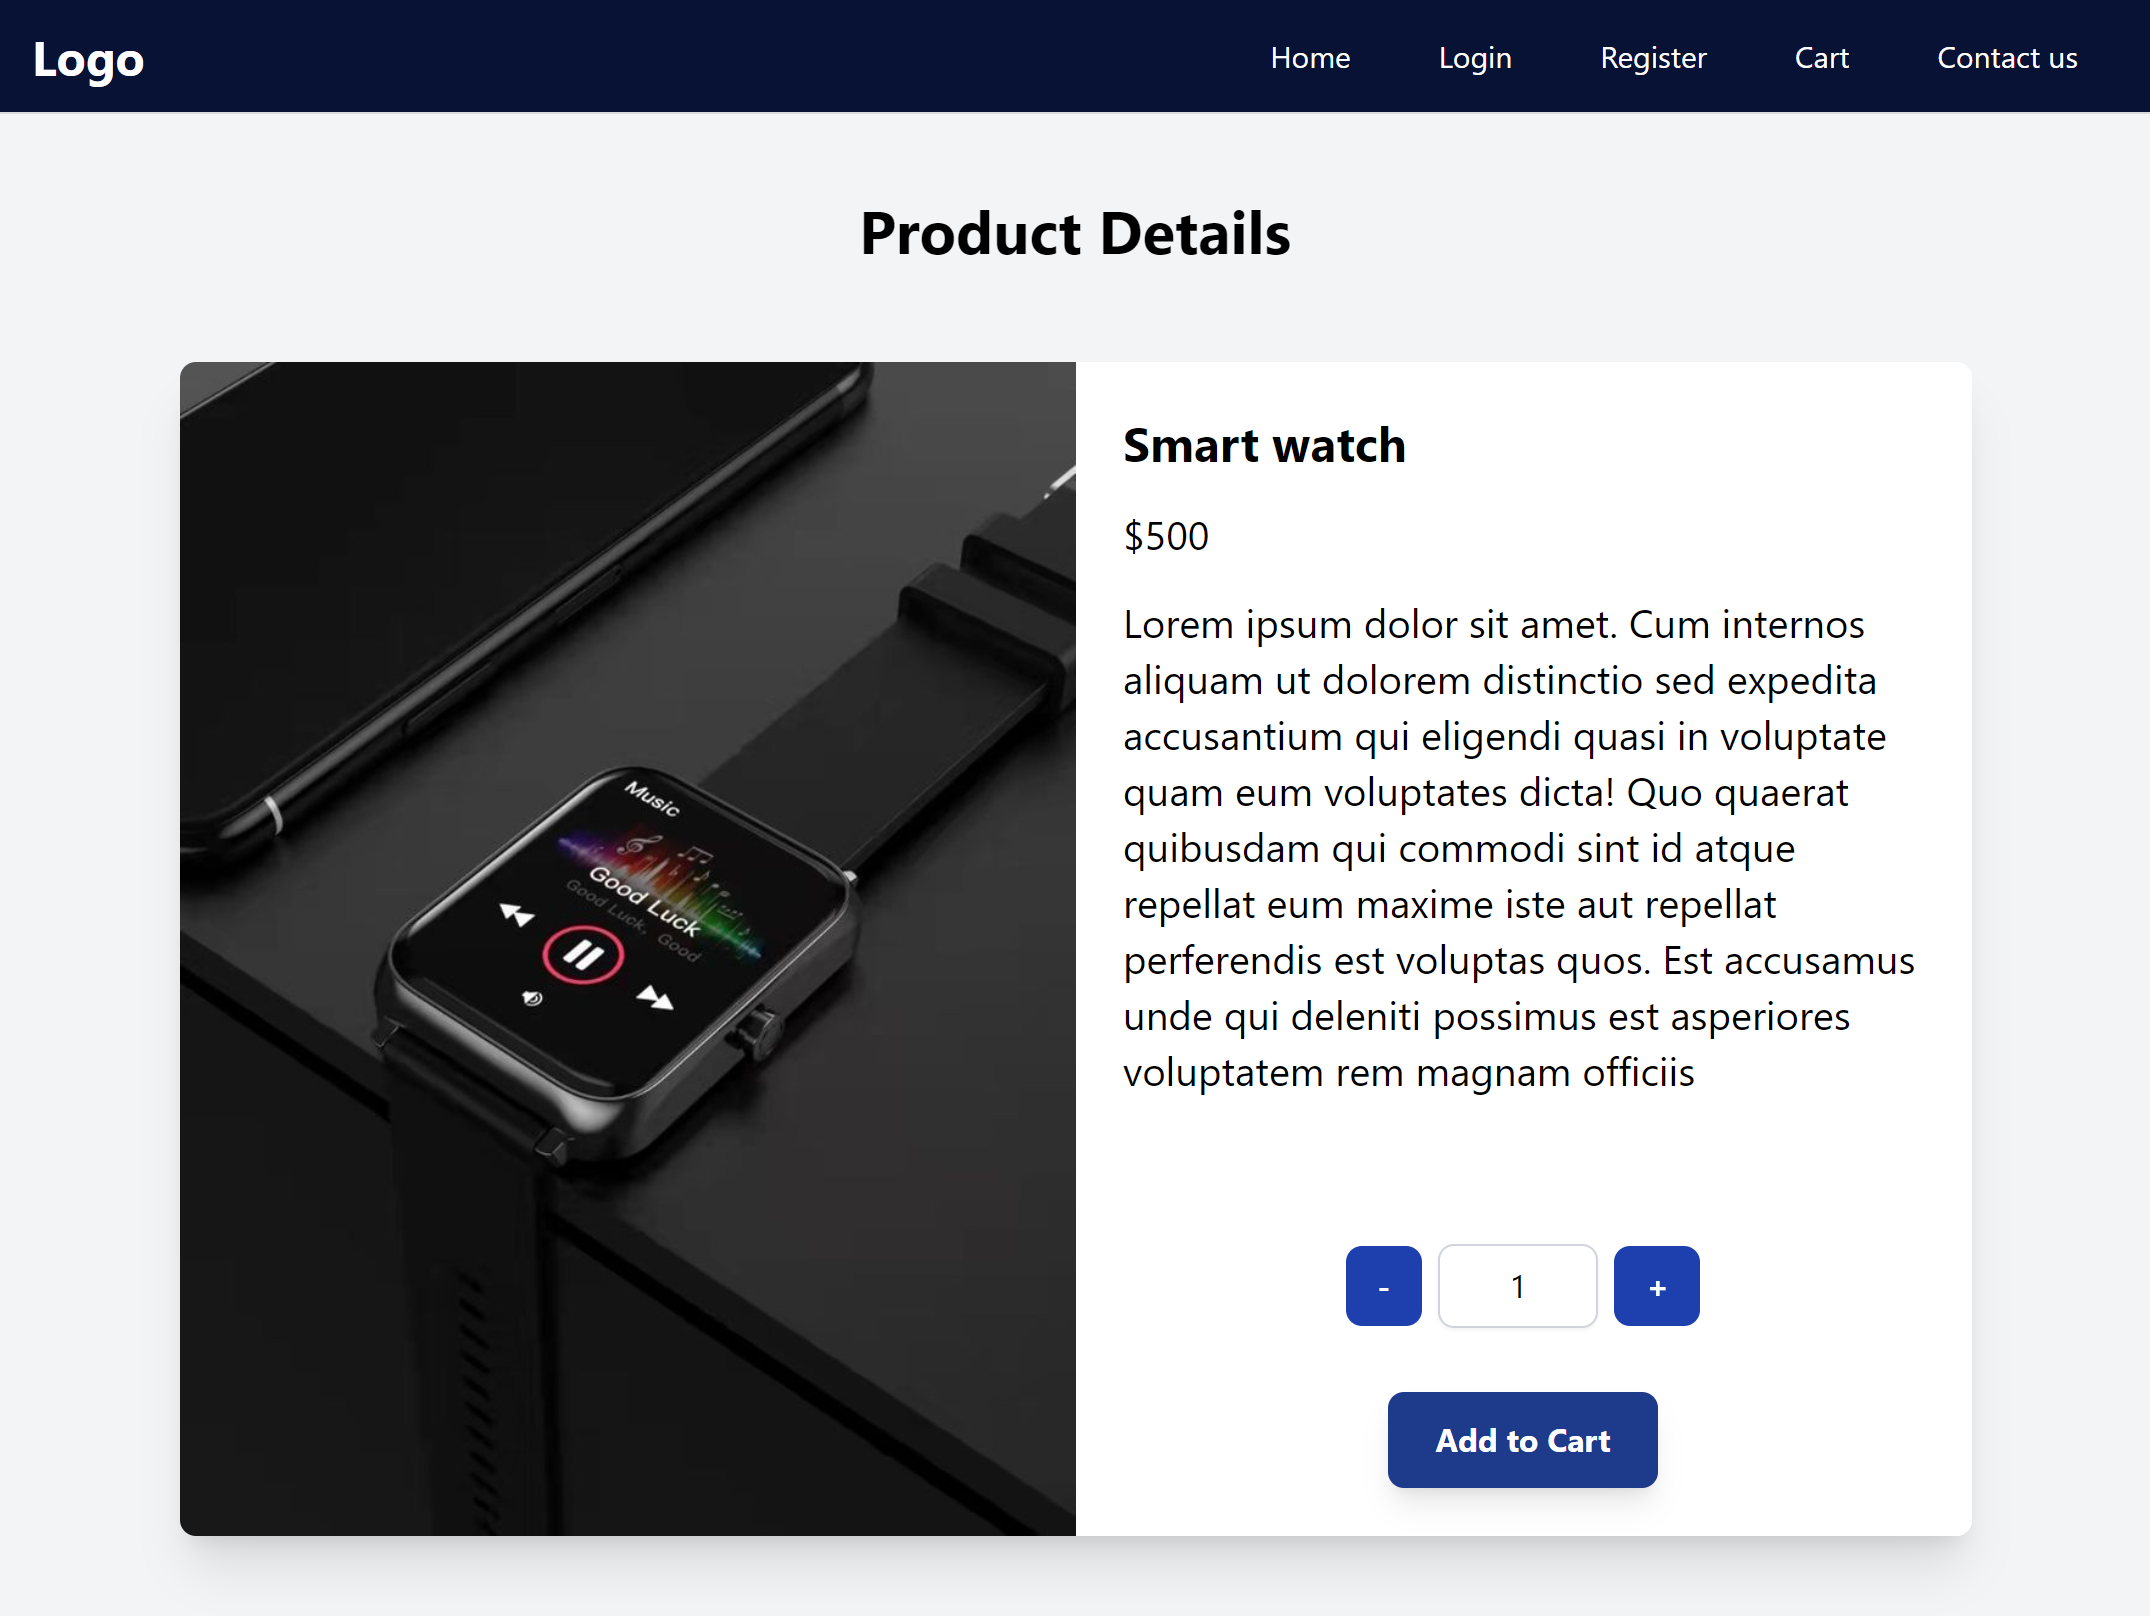 Logo
Home Login Register Cart Contact us
Product Details
Smart watch
$500
Lorem ipsum dolor sit amet. Cum internos
aliquam ut dolorem distinctio sed expedita
accusantium qui eligendi quasi in voluptate
quam eum voluptates dicta! Quo quaerat
quibusdam qui commodi sint id atque
repellat eum maxime iste aut repellat
perferendis est voluptas quos. Est accusamus
unde qui deleniti possimus est asperiores
voluptatem rem magnam officiis
Music
Good Luck
Good Luck, Good
- 1 +
Add to Cart